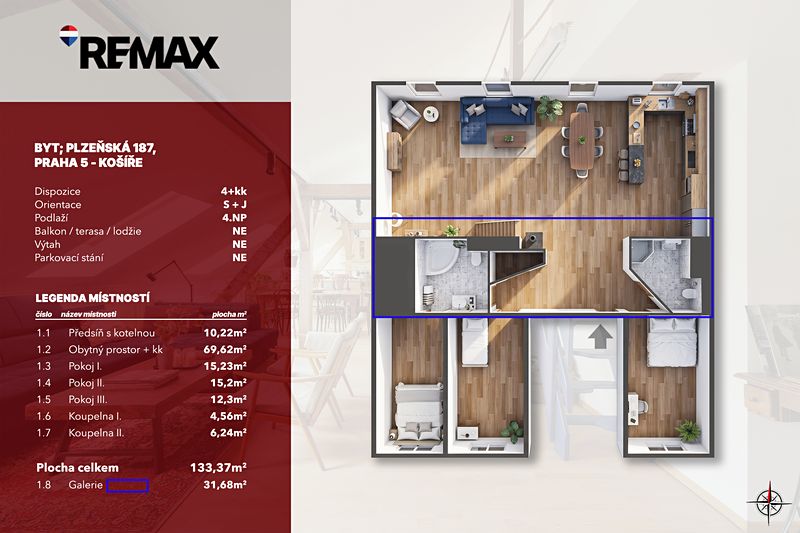 RE/MAX
BYT; PLZEŇSKÁ 187,
PRAHA 5 - KOŠÍŘE
Dispozice 4+kk
Orientace S + J
Podlaží 4.NP
Balkon / terasa / lodžie NE
Výtah NE
Parkovací stání NE
LEGENDA MÍSTNOSTÍ
číslo název místnosti plocha m²
1.1 Předsíň s kotelnou 10,22m²
1.2 Obytný prostor + kk 69,62m²
1.3 Pokoj I. 15,23m²
1.4 Pokoj II. 15,2m²
1.5 Pokoj III. 12,3m²
1.6 Koupelna I. 4,56m²
1.7 Koupelna II. 6,24m²
Plocha celkem 133,37m²
1.8 Galerie 31,68m²